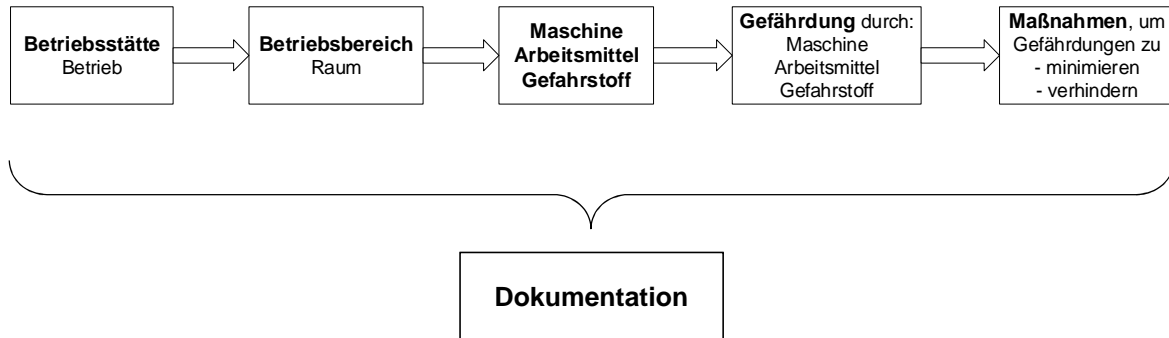 Betriebsstätte
Betrieb
Betriebsbereich
Raum
Maschine
Arbeitsmittel
Gefahrstoff
Gefährdung durch:
Maschine
Arbeitsmittel
Gefahrstoff
Maßnahmen, um
Gefährdungen zu
- minimieren
- verhindern
Dokumentation